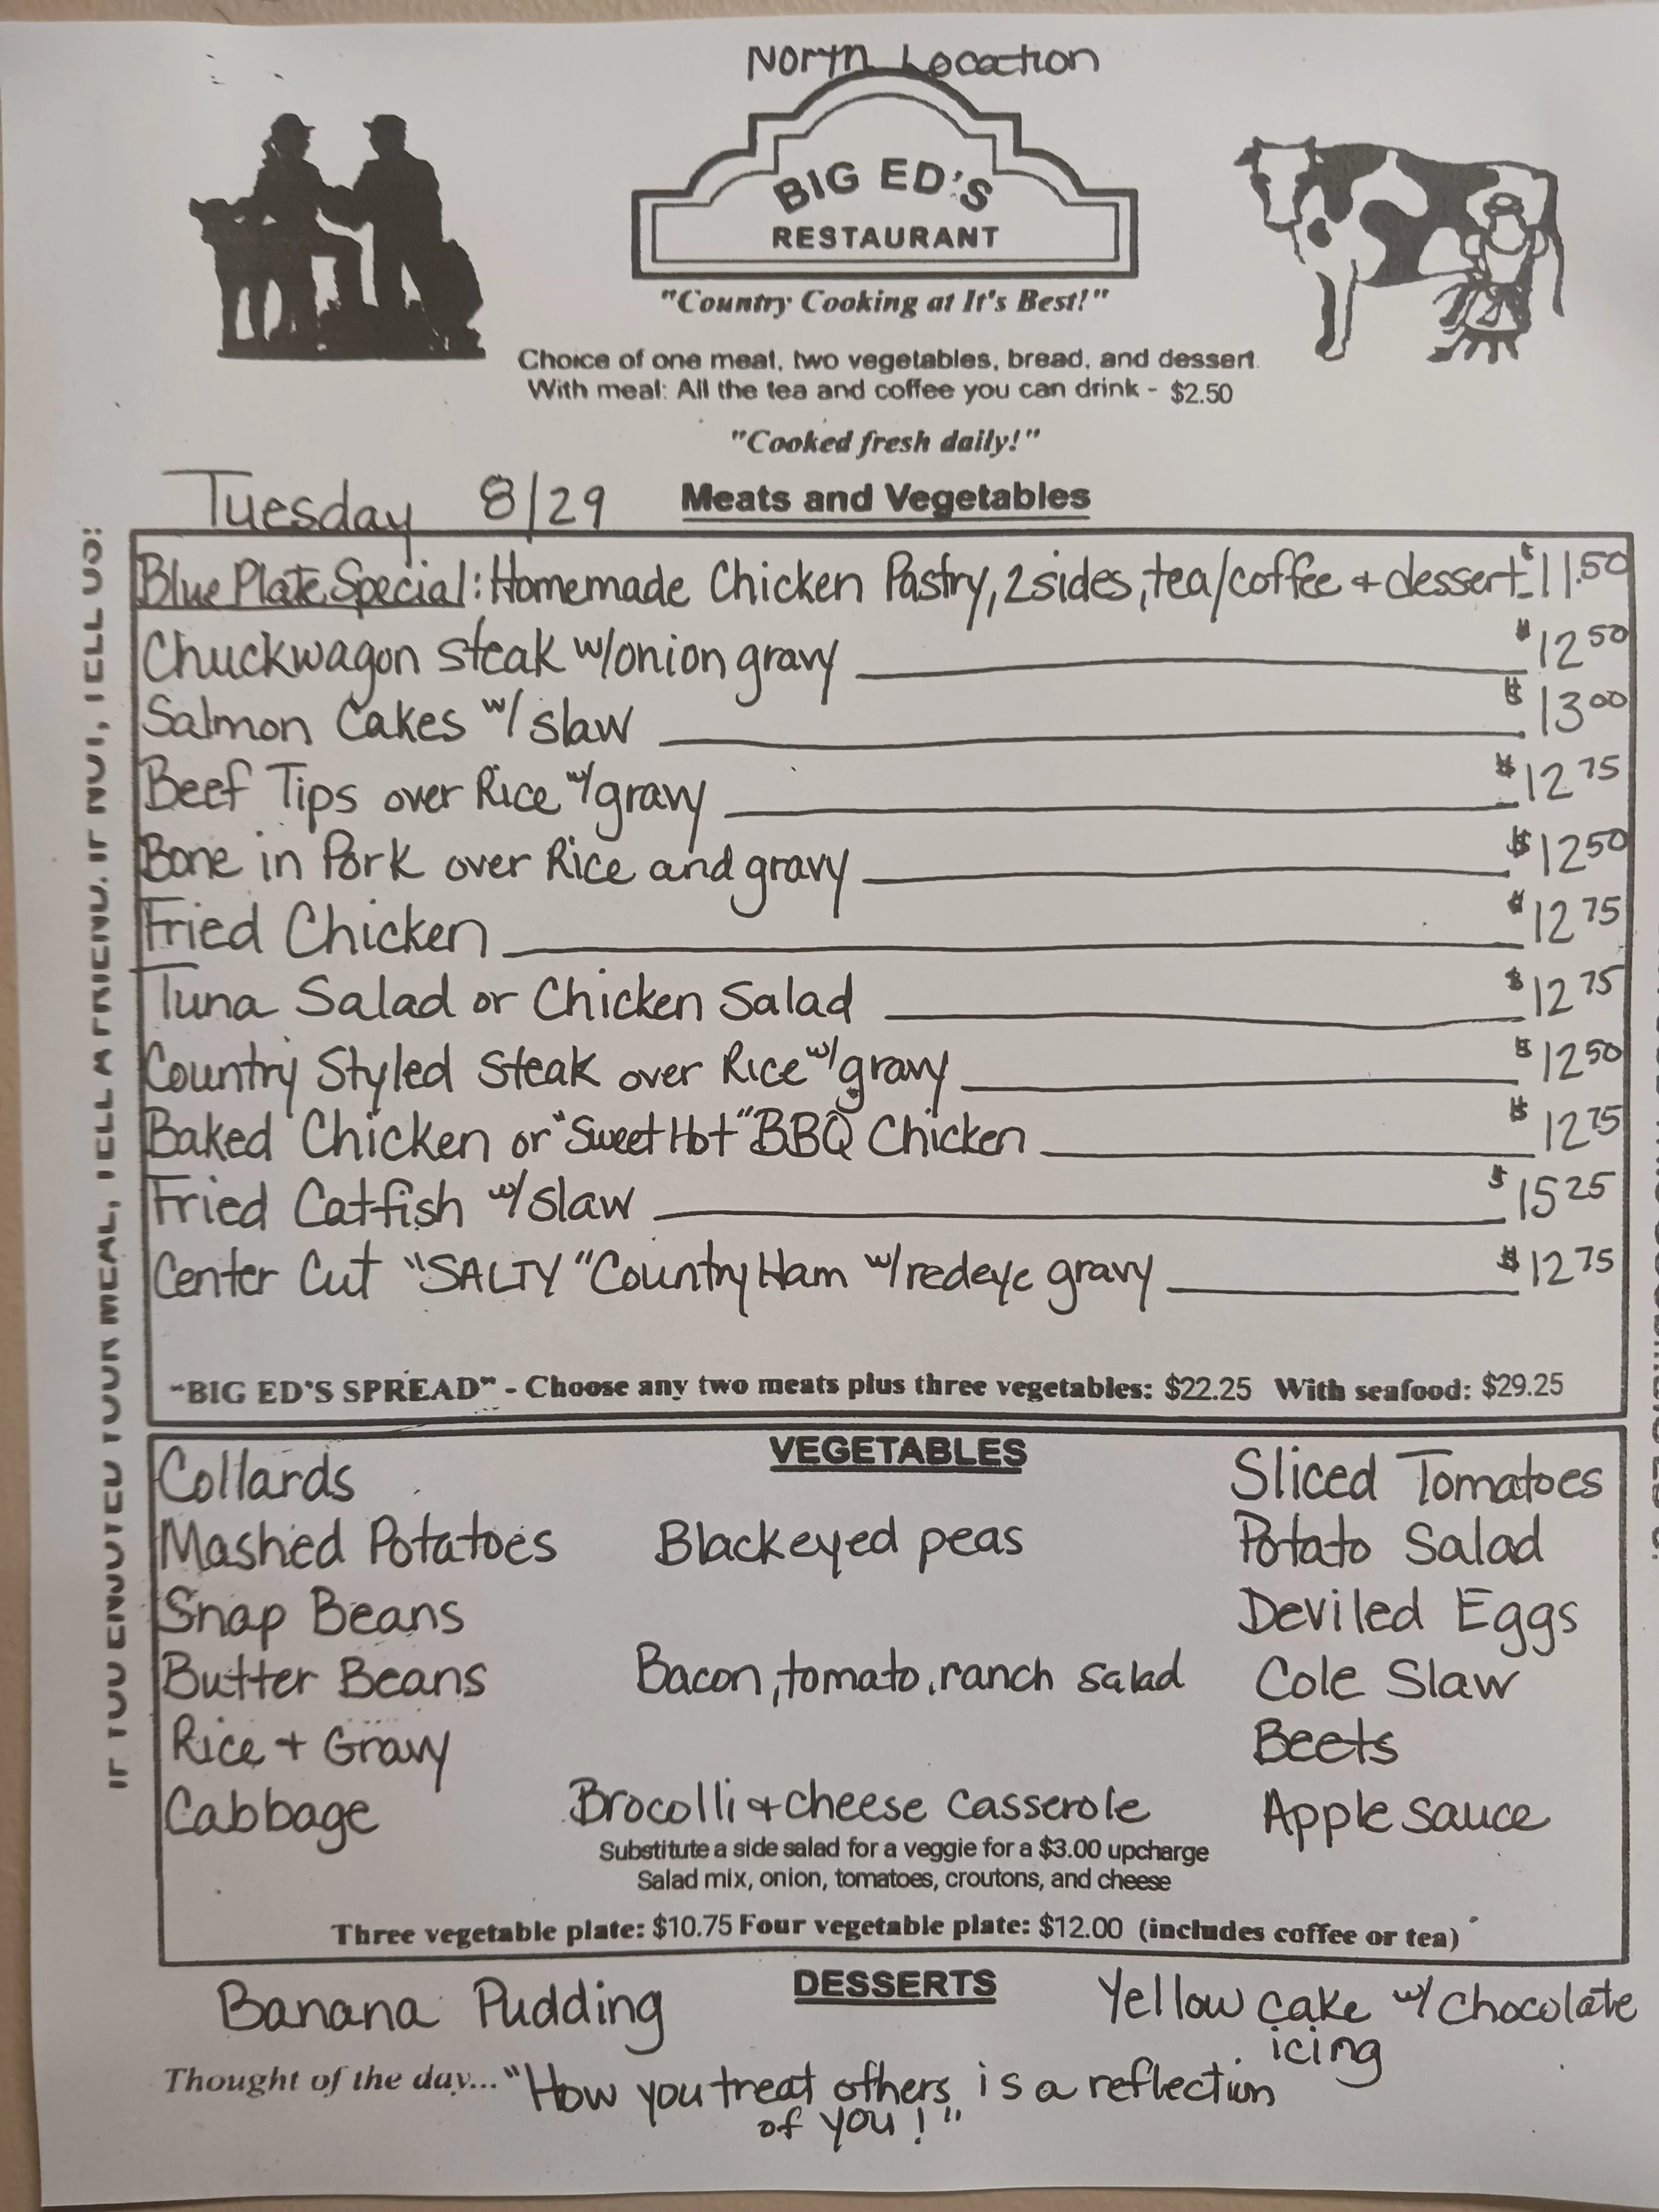 North Location
BIG ED'S
RESTAURANT
"Country Cooking at It's Best!"
Choice of one meat, two vegetables, bread, and dessert.
With meal: All the tea and coffee you can drink - $2.50
"Cooked fresh daily!"
Tuesday 8/29 Meats and Vegetables
Blue Plate Special: Homemade Chicken Pastry, 2 sides, tea/coffee + dessert - $11.50
Chuckwagon steak w/onion gravy $12 50
Salmon Cakes w/ slaw $13 00
Beef Tips over Rice w/gravy $12 75
Bone in Pork over Rice and gravy $12 50
Fried Chicken $12 75
Tuna Salad or Chicken Salad $12 75
Country Styled Steak over Rice w/gravy $12 50
Baked Chicken or "Sweet Hot" BBQ Chicken $12 75
Fried Catfish w/slaw $15 25
Center Cut "SALTY" Country Ham w/redeye gravy $12 75
"BIG ED'S SPREAD" - Choose any two meats plus three vegetables: $22.25 With seafood: $29.25
VEGETABLES
Collards Sliced Tomatoes
Mashed Potatoes Blackeyed peas Potato Salad
Snap Beans Deviled Eggs
Butter Beans Bacon, tomato, ranch salad Cole Slaw
Rice + Gravy Beets
Cabbage Brocolli + cheese Casserole Apple sauce
Substitute a side salad for a veggie for a $3.00 upcharge
Salad mix, onion, tomatoes, croutons, and cheese
Three vegetable plate: $10.75 Four vegetable plate: $12.00 (includes coffee or tea)
DESSERTS
Banana Pudding Yellow cake w/ chocolate
icing
Thought of the day... "How you treat others is a reflection
of you!"
IF YOU ENJOYED YOUR MEAL, TELL A FRIEND. IF NOT, TELL US!